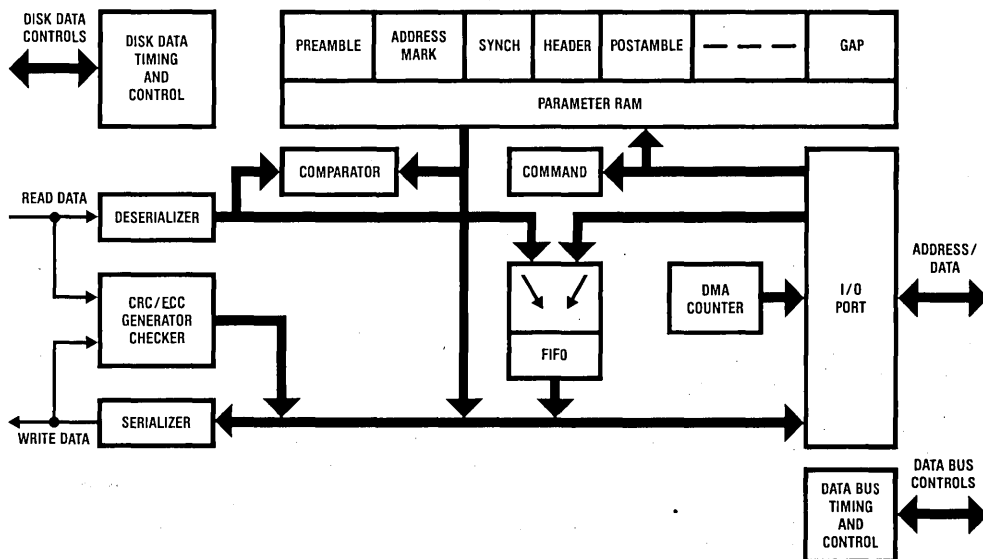 DISK DATA
CONTROLS
DISK DATA
TIMING
AND
CONTROL
PREAMBLE
ADDRESS
MARK
SYNCH
HEADER
POSTAMBLE
GAP
PARAMETER RAM
COMPARATOR
COMMAND
READ DATA
DESERIALIZER
CRC/ECC
GENERATOR
CHECKER
FIFO
DMA
COUNTER
I/O
PORT
ADDRESS/
DATA
SERIALIZER
WRITE DATA
DATA BUS
TIMING
AND
CONTROL
DATA BUS
CONTROLS